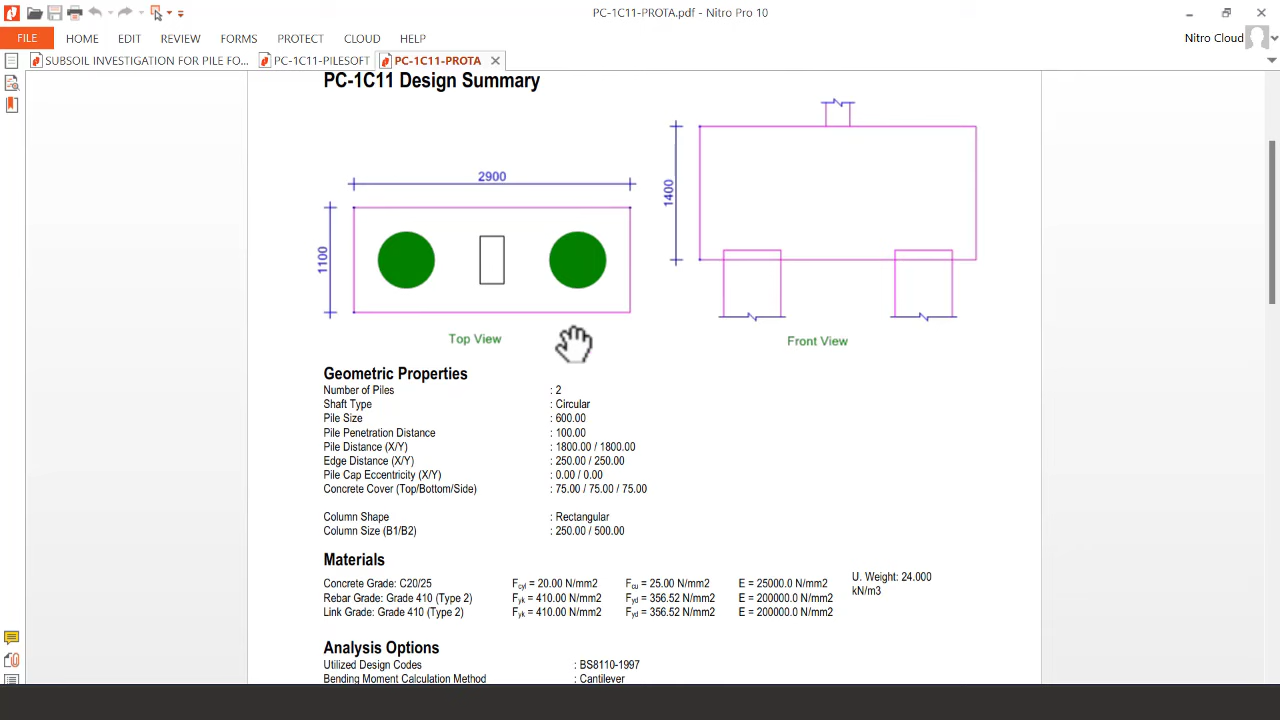 PC-1C11-PROTA.pdf - Nitro Pro 10
FILE HOME EDIT REVIEW FORMS PROTECT CLOUD HELP
Nitro Cloud
SUBSOIL INVESTIGATION FOR PILE FO... PC-1C11-PILESOFT PC-1C11-PROTA
PC-1C11 Design Summary
2900
1100
1400
Top View
Front View
Geometric Properties
Number of Piles : 2
Shaft Type : Circular
Pile Size : 600.00
Pile Penetration Distance : 100.00
Pile Distance (X/Y) : 1800.00 / 1800.00
Edge Distance (X/Y) : 250.00 / 250.00
Pile Cap Eccentricity (X/Y) : 0.00 / 0.00
Concrete Cover (Top/Bottom/Side) : 75.00 / 75.00 / 75.00
Column Shape : Rectangular
Column Size (B1/B2) : 250.00 / 500.00
Materials
Concrete Grade: C20/25 Fcyl = 20.00 N/mm2 Fcu = 25.00 N/mm2 E = 25000.0 N/mm2 U. Weight: 24.000
kN/m3
Rebar Grade: Grade 410 (Type 2) Fyk = 410.00 N/mm2 Fyd = 356.52 N/mm2 E = 200000.0 N/mm2
Link Grade: Grade 410 (Type 2) Fyk = 410.00 N/mm2 Fyd = 356.52 N/mm2 E = 200000.0 N/mm2
Analysis Options
Utilized Design Codes : BS8110-1997
Bending Moment Calculation Method : Cantilever